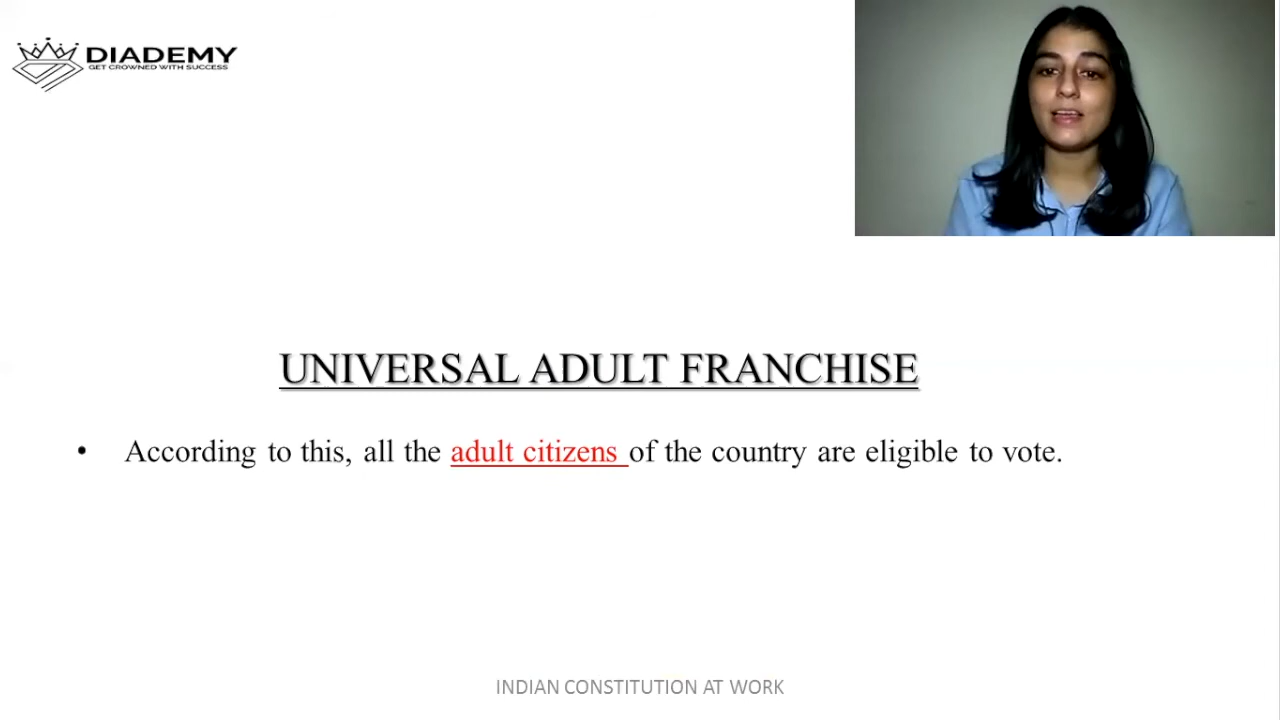 DIADEMY
GET CROWNED WITH SUCCESS
UNIVERSAL ADULT FRANCHISE
• According to this, all the adult citizens of the country are eligible to vote.
INDIAN CONSTITUTION AT WORK